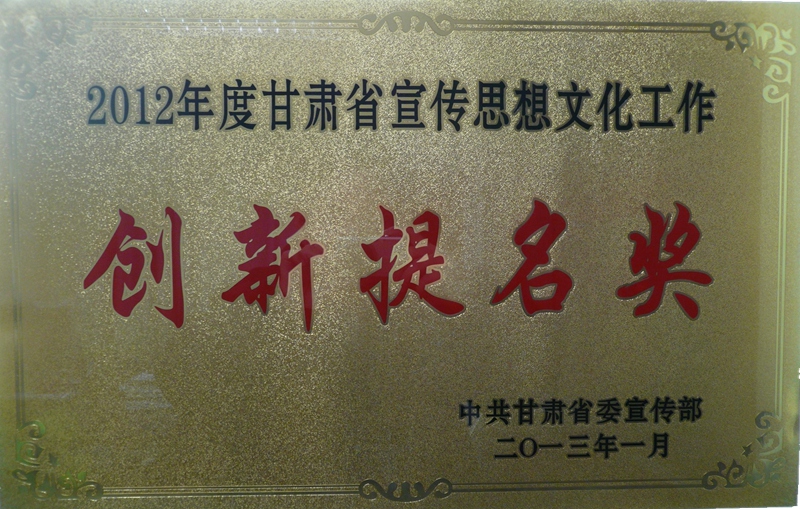 2012年度甘肃省宣传思想文化工作
创新提名奖
中共甘肃省委宣传部
二〇一三年一月